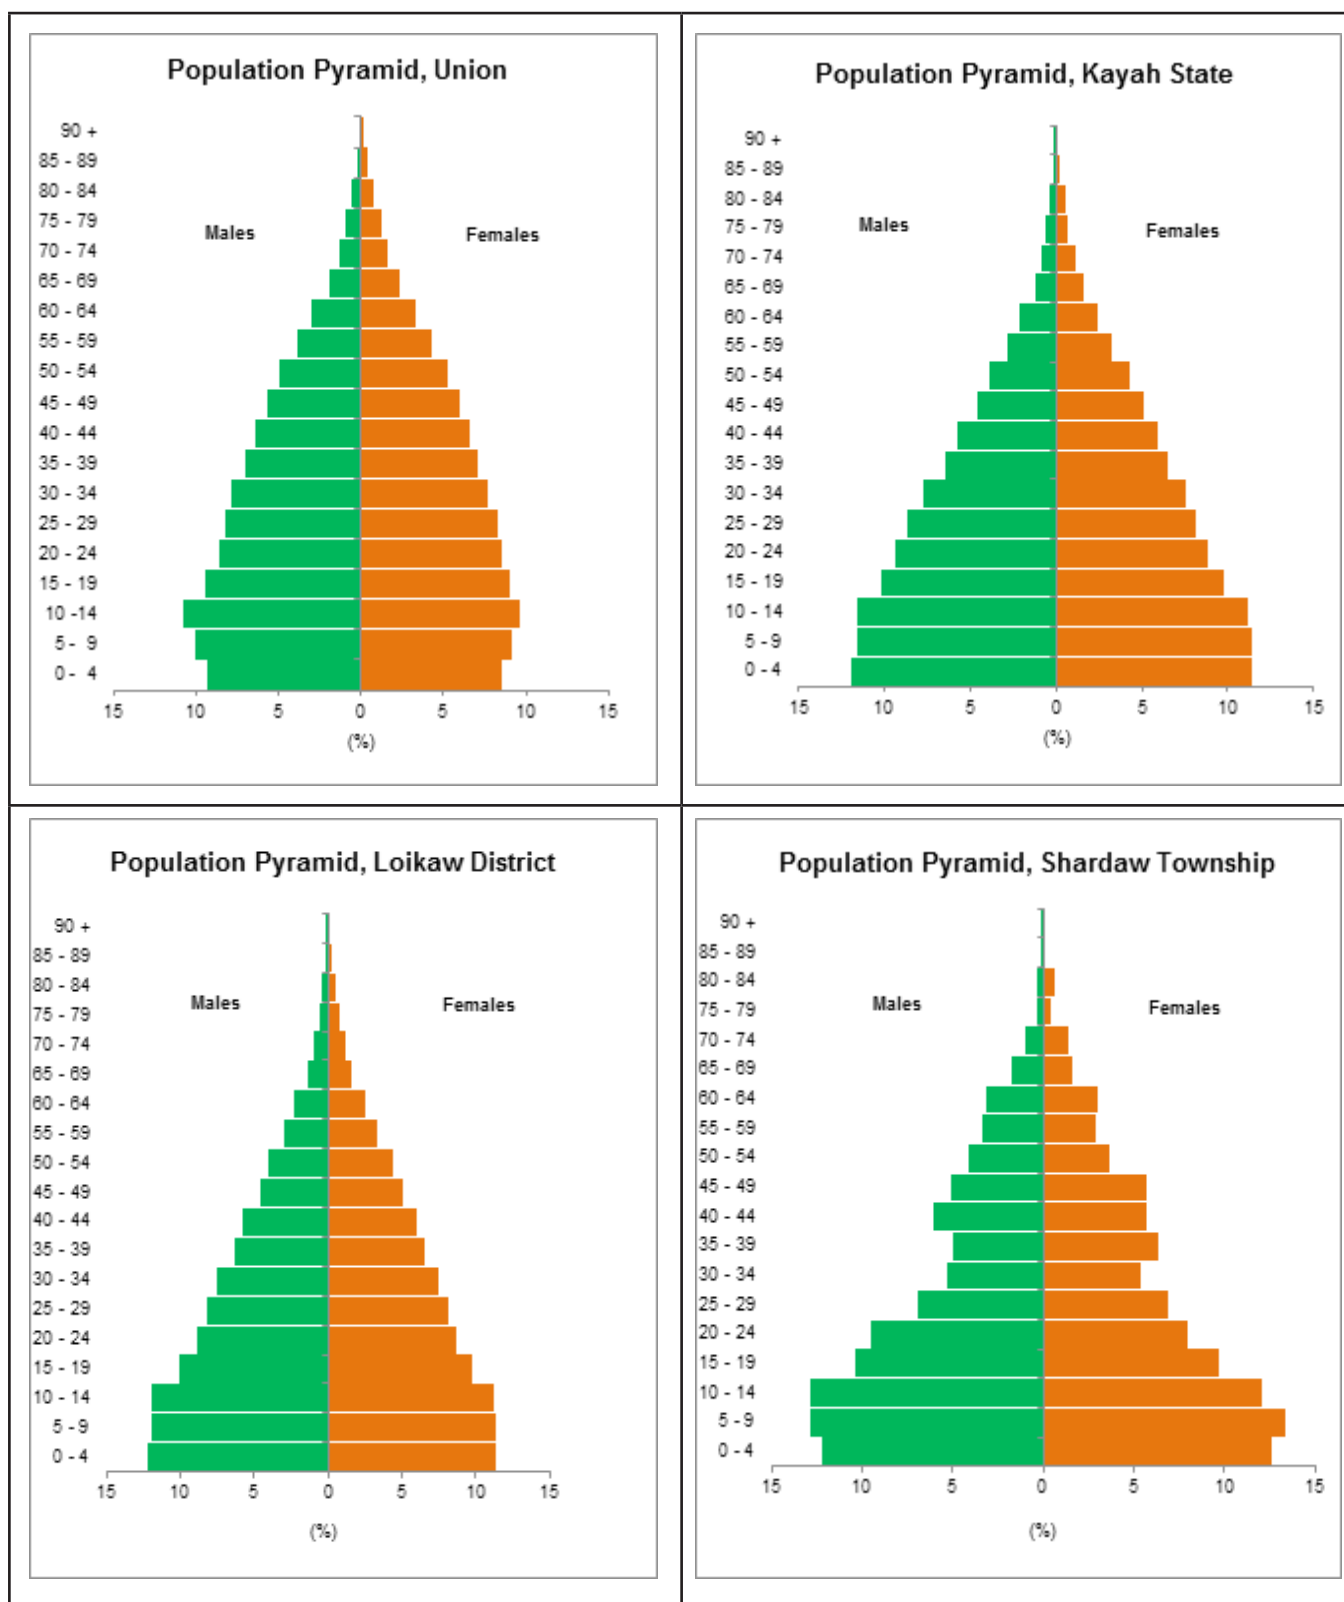 Population Pyramid, Union
90 +
85 - 89
80 - 84
75 - 79
70 - 74
65 - 69
60 - 64
55 - 59
50 - 54
45 - 49
40 - 44
35 - 39
30 - 34
25 - 29
20 - 24
15 - 19
10 -14
5 - 9
0 - 4
Males
Females
15 10 5 0 5 10 15
(%)
Population Pyramid, Kayah State
90 +
85 - 89
80 - 84
75 - 79
70 - 74
65 - 69
60 - 64
55 - 59
50 - 54
45 - 49
40 - 44
35 - 39
30 - 34
25 - 29
20 - 24
15 - 19
10 - 14
5 - 9
0 - 4
Males
Females
15 10 5 0 5 10 15
(%)
Population Pyramid, Loikaw District
90 +
85 - 89
80 - 84
75 - 79
70 - 74
65 - 69
60 - 64
55 - 59
50 - 54
45 - 49
40 - 44
35 - 39
30 - 34
25 - 29
20 - 24
15 - 19
10 - 14
5 - 9
0 - 4
Males
Females
15 10 5 0 5 10 15
(%)
Population Pyramid, Shardaw Township
90 +
85 - 89
80 - 84
75 - 79
70 - 74
65 - 69
60 - 64
55 - 59
50 - 54
45 - 49
40 - 44
35 - 39
30 - 34
25 - 29
20 - 24
15 - 19
10 - 14
5 - 9
0 - 4
Males
Females
15 10 5 0 5 10 15
(%)